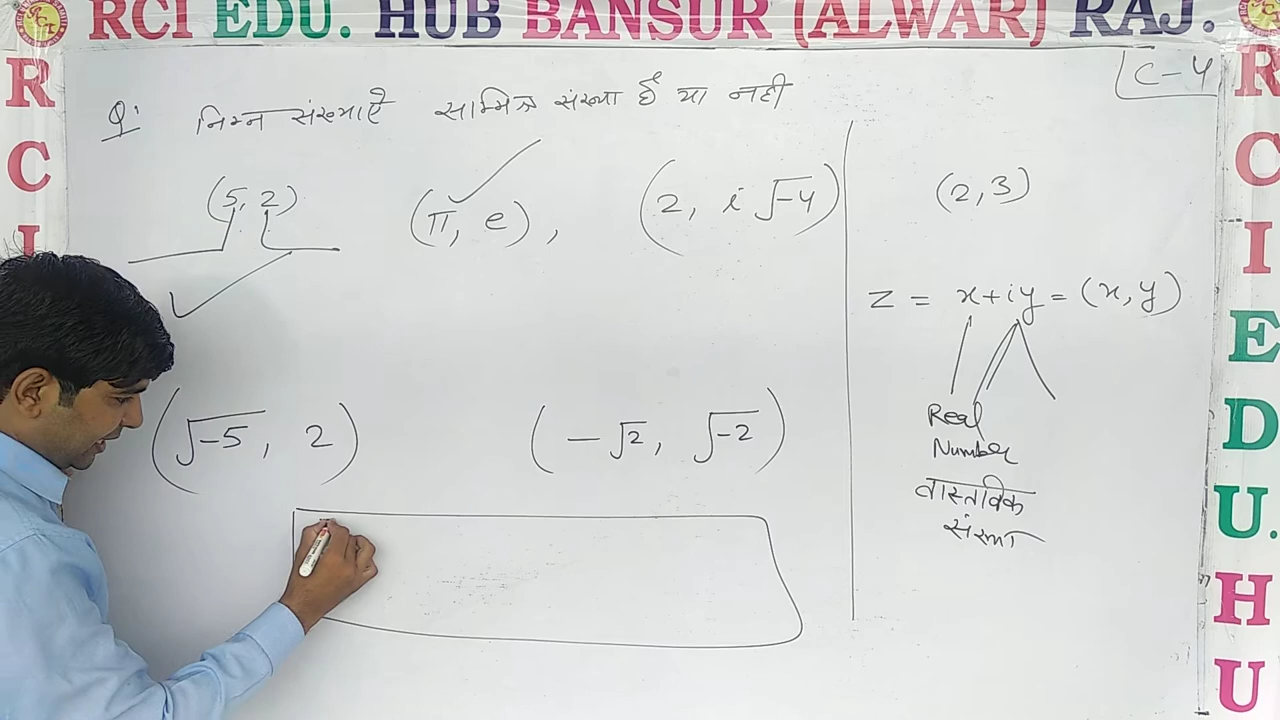 RCI EDU. HUB BANSUR (ALWAR) RAJ.
R
C
I
R
C
I
E
D
U.
H
U
C-4
Q: निम्न संख्याएँ सम्मिश्र संख्या है या नही
(5, 2)
(π, e),
(2, i√-4)
(√-5, 2)
(-√2, √-2)
(2, 3)
Z = x+iy = (x, y)
Real
Number
वास्तविक
संख्या